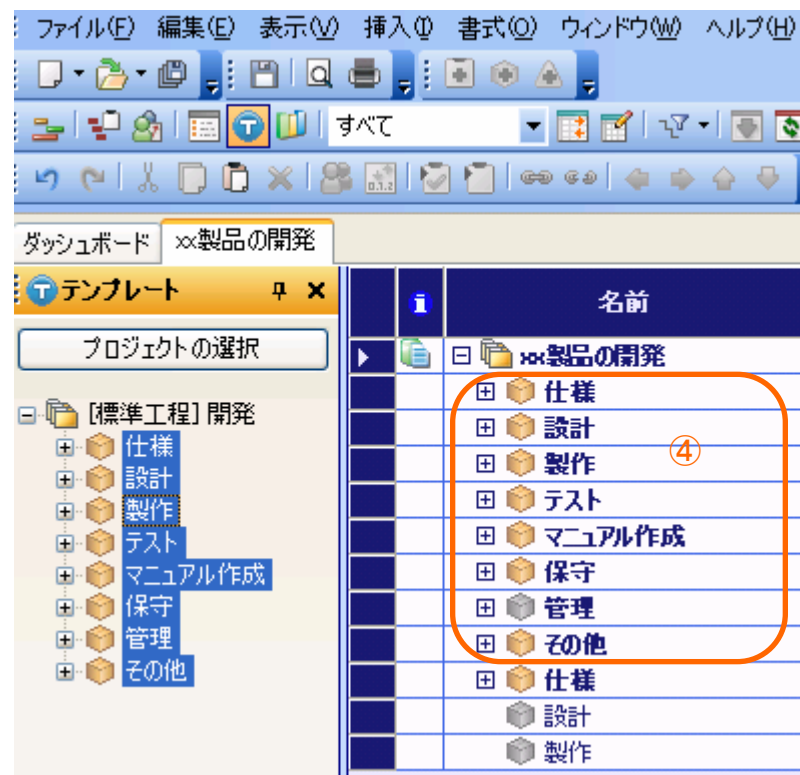 ファイル(F) 編集(E) 表示(V) 挿入(I) 書式(O) ウィンドウ(W) ヘルプ(H)
すべて
ダッシュボード xx製品の開発
テンプレート
プロジェクトの選択
[標準工程] 開発
仕様
設計
製作
テスト
マニュアル作成
保守
管理
その他
名前
xx製品の開発
仕様
設計
④
製作
テスト
マニュアル作成
保守
管理
その他
仕様
設計
製作